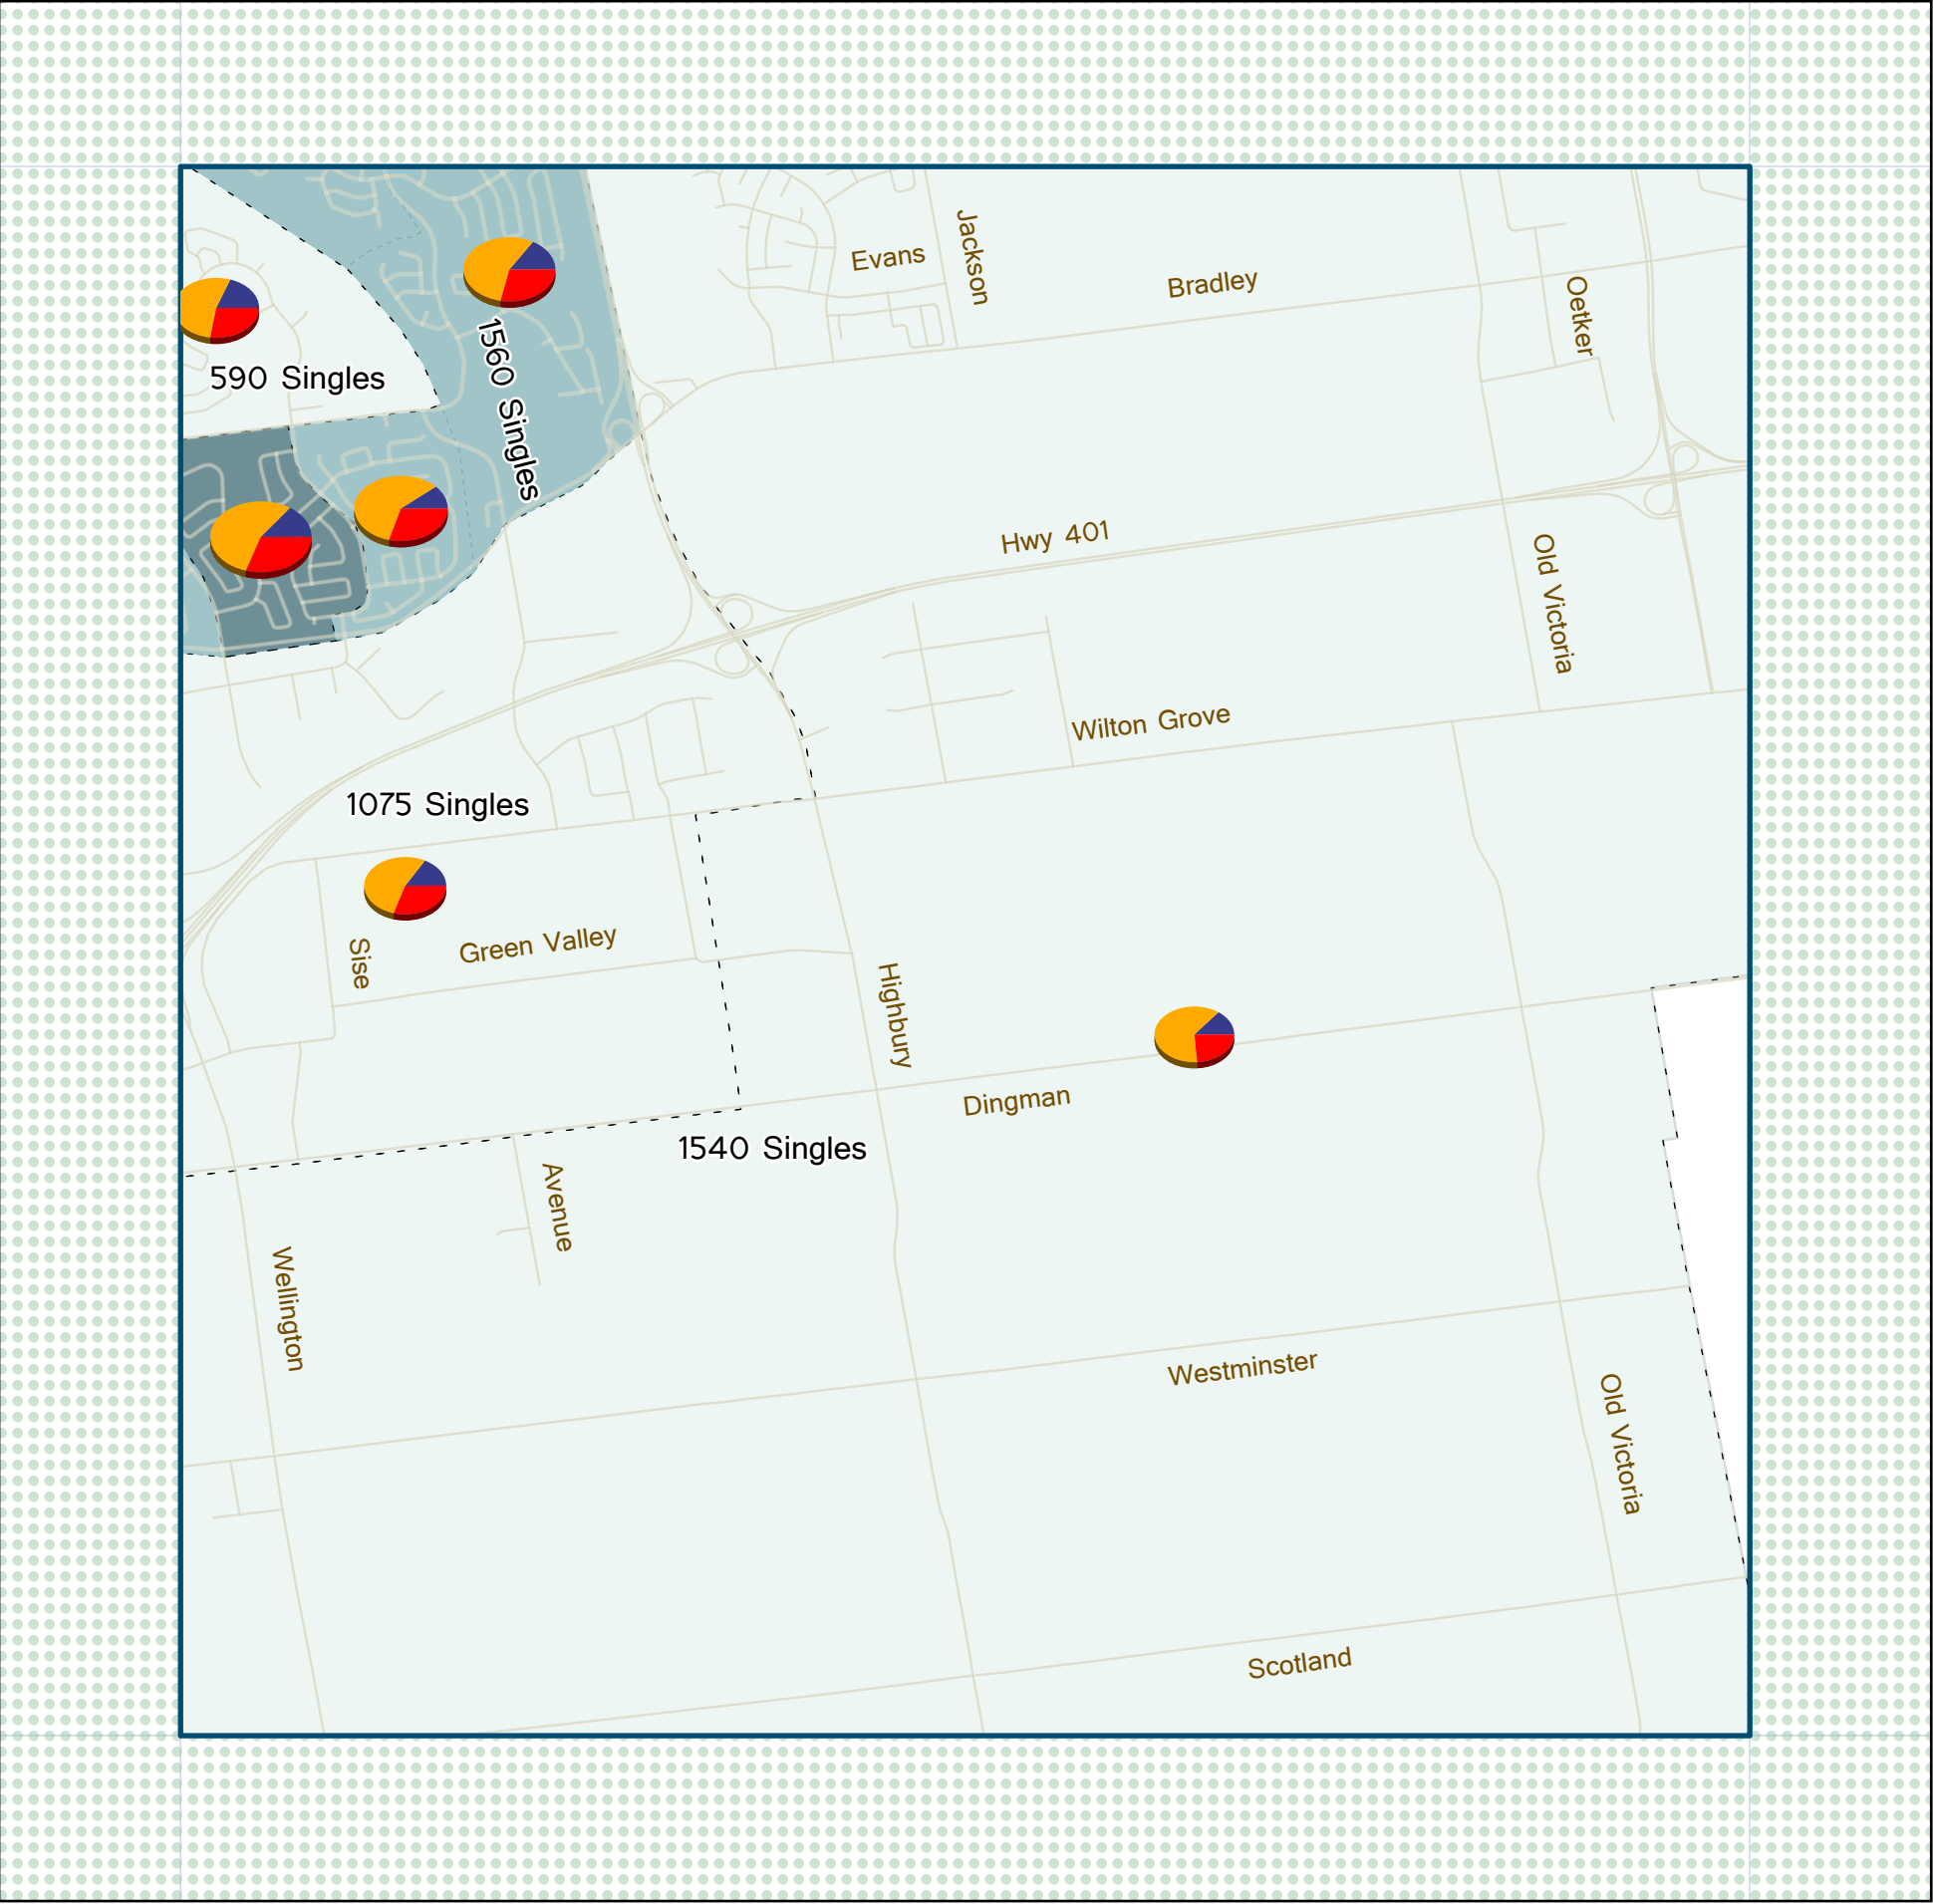 Evans
Jackson
Bradley
Oetker
590 Singles
1560 Singles
Hwy 401
Old Victoria
Wilton Grove
1075 Singles
Sise
Green Valley
Highbury
Dingman
1540 Singles
Avenue
Wellington
Westminster
Old Victoria
Scotland